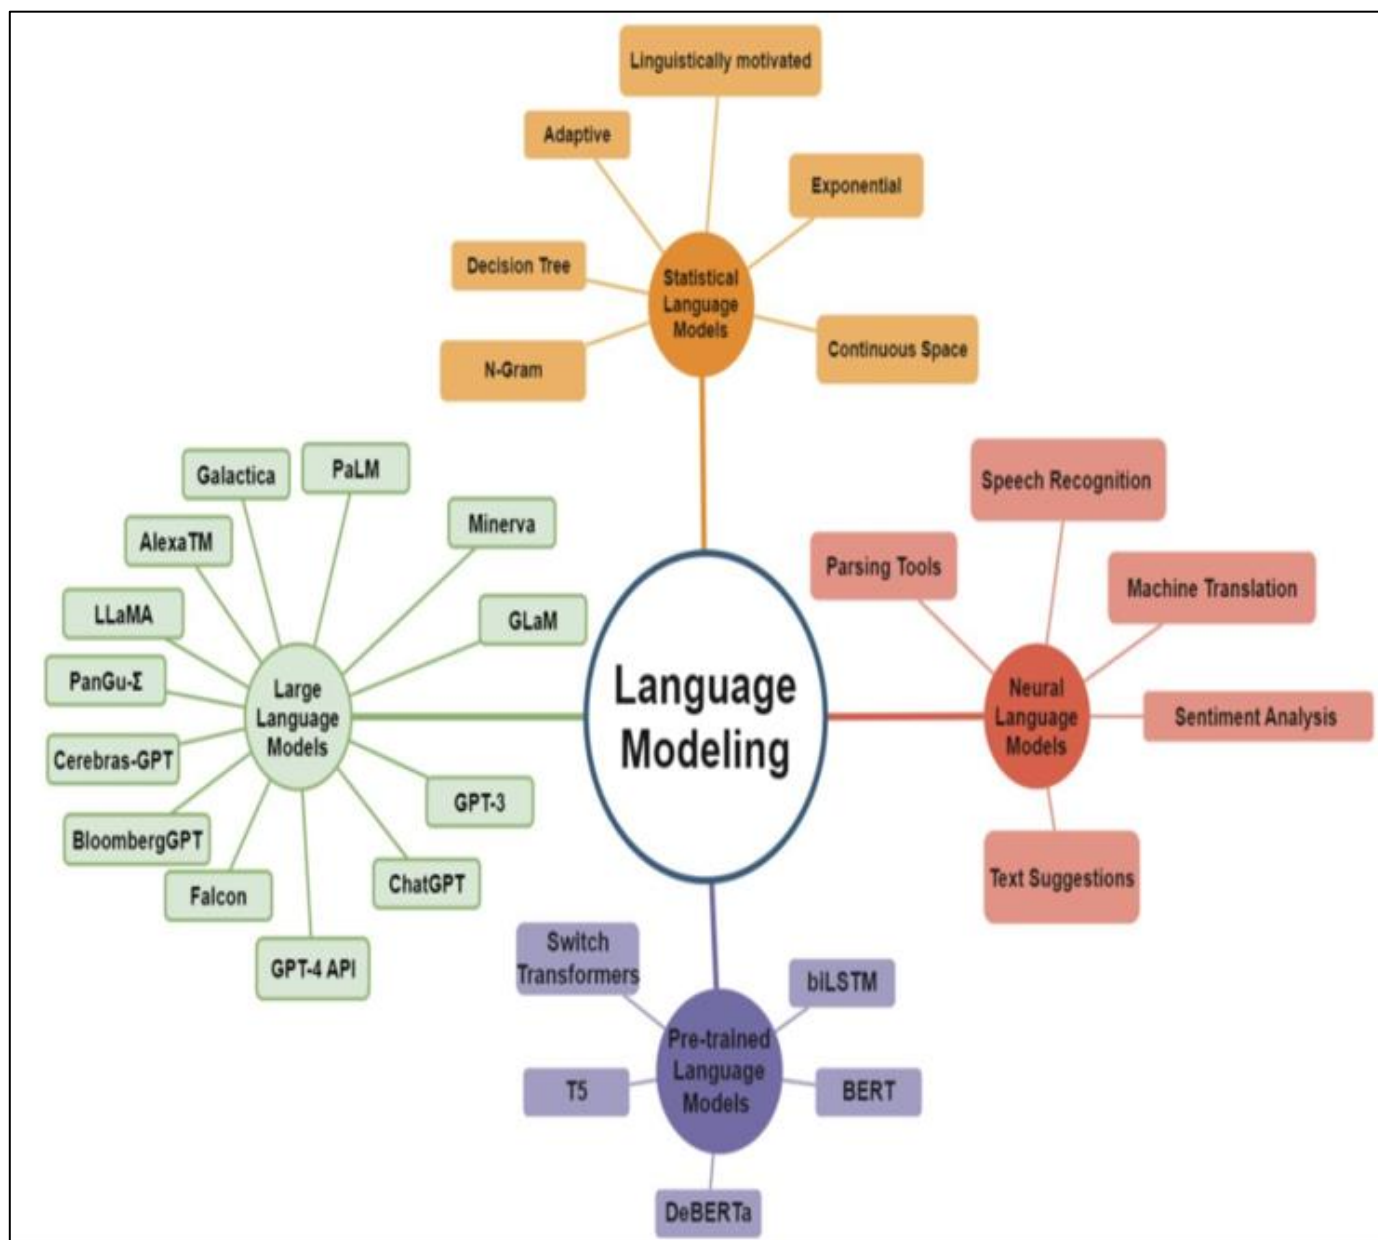 Linguistically motivated
Adaptive
Exponential
Decision Tree
Statistical
Language
Models
Continuous Space
N-Gram
Galactica
PaLM
Minerva
AlexaTM
LLaMA
GLaM
PanGu-Σ
Large
Language
Models
Cerebras-GPT
GPT-3
BloombergGPT
ChatGPT
Falcon
GPT-4 API
Language
Modeling
Speech Recognition
Parsing Tools
Machine Translation
Neural
Language
Models
Sentiment Analysis
Text Suggestions
Switch
Transformers
biLSTM
Pre-trained
Language
Models
T5
BERT
DeBERTa